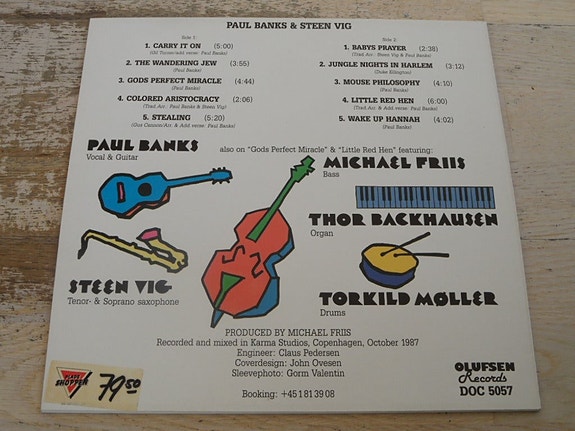 PAUL BANKS & STEEN VIG
Side 1:
1. CARRY IT ON (5:00)
(Gil Turner-add verse: Paul Banks)
2. THE WANDERING JEW (3:55)
(Paul Banks)
3. GODS PERFECT MIRACLE (4:44)
(Paul Banks)
4. COLORED ARISTOCRACY (2;06)
(Trad Arr.: Paul Banks & Steen Vig)
5. STEALING (5:20)
(Gus Cannon/Arr. & Add verse: Paul Banks)
Side 2:
1. BABYS PRAYER (2:38)
(Trad Arr.: Steen Vig & Paul Banks)
2. JUNGLE NIGHTS IN HARLEM (3:12)
(Duke Ellington)
3. MOUSE PHILOSOPHY (4:10)
(Paul Banks)
4. LITTLE RED HEN (6:00)
(Trad Arr. & Add verse: Paul Banks)
5. WAKE UP HANNAH (4:02)
(Paul Banks)
PAUL BANKS
Vocal & Guitar
also on "Gods Perfect Miracle" & "Little Red Hen" featuring:
MICHAEL FRIIS
Bass
THOR BACKHAUSEN
Organ
STEEN VIG
Tenor- & Soprano saxophone
TORKILD MØLLER
Drums
PRODUCED BY MICHAEL FRIIS
Recorded and mixed in Karma Studios, Copenhagen, October 1987
Engineer: Claus Pedersen
Coverdesign: John Ovesen
Sleevephoto: Gorm Valentin
Booking: +45 1 81 39 08
OLUFSEN
Records
DOC 5057
SHOPPEN
79.50